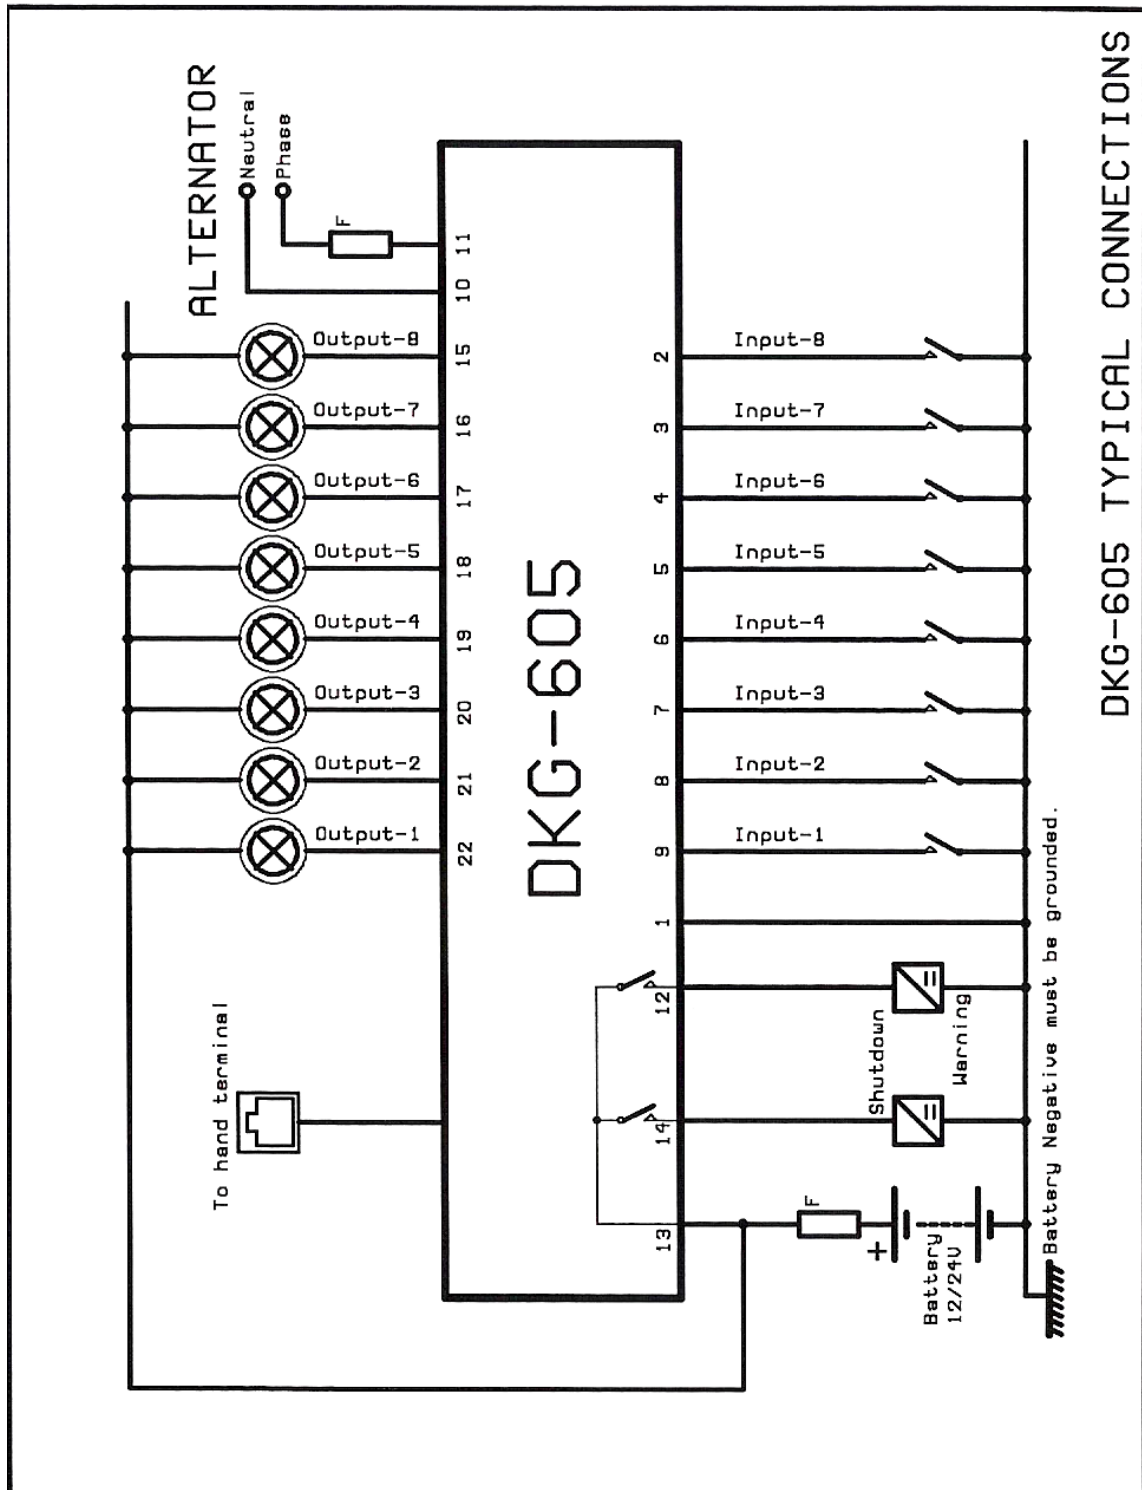 ALTERNATOR
Neutral
Phase
F
11
10
Output-8
15
Output-7
16
Output-6
17
Output-5
18
Output-4
19
Output-3
20
Output-2
21
Output-1
22
To hand terminal
DKG-605
2
Input-8
3
Input-7
4
Input-6
5
Input-5
6
Input-4
7
Input-3
8
Input-2
9
Input-1
1
12
14
13
Shutdown
Warning
F
+
Battery
12/24V
Battery Negative must be grounded.
DKG-605 TYPICAL CONNECTIONS